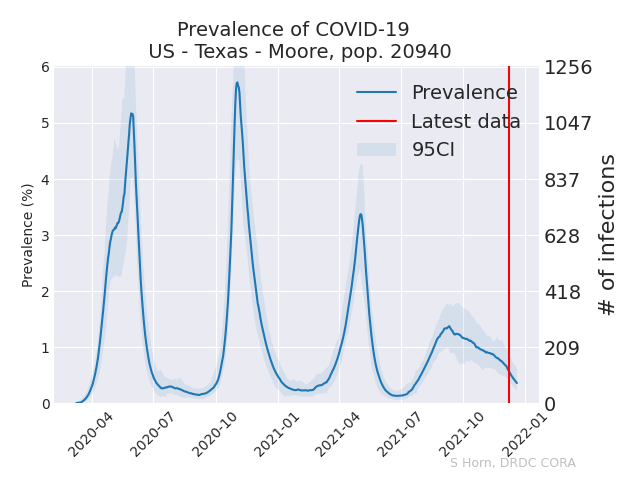 Prevalence of COVID-19
US - Texas - Moore, pop. 20940
Prevalence
Latest data
95CI
Prevalence (%)
6
5
4
3
2
1
0
1256
1047
837
628
418
209
0
# of infections
2020-04
2020-07
2020-10
2021-01
2021-04
2021-07
2021-10
2022-01
S Horn, DRDC CORA